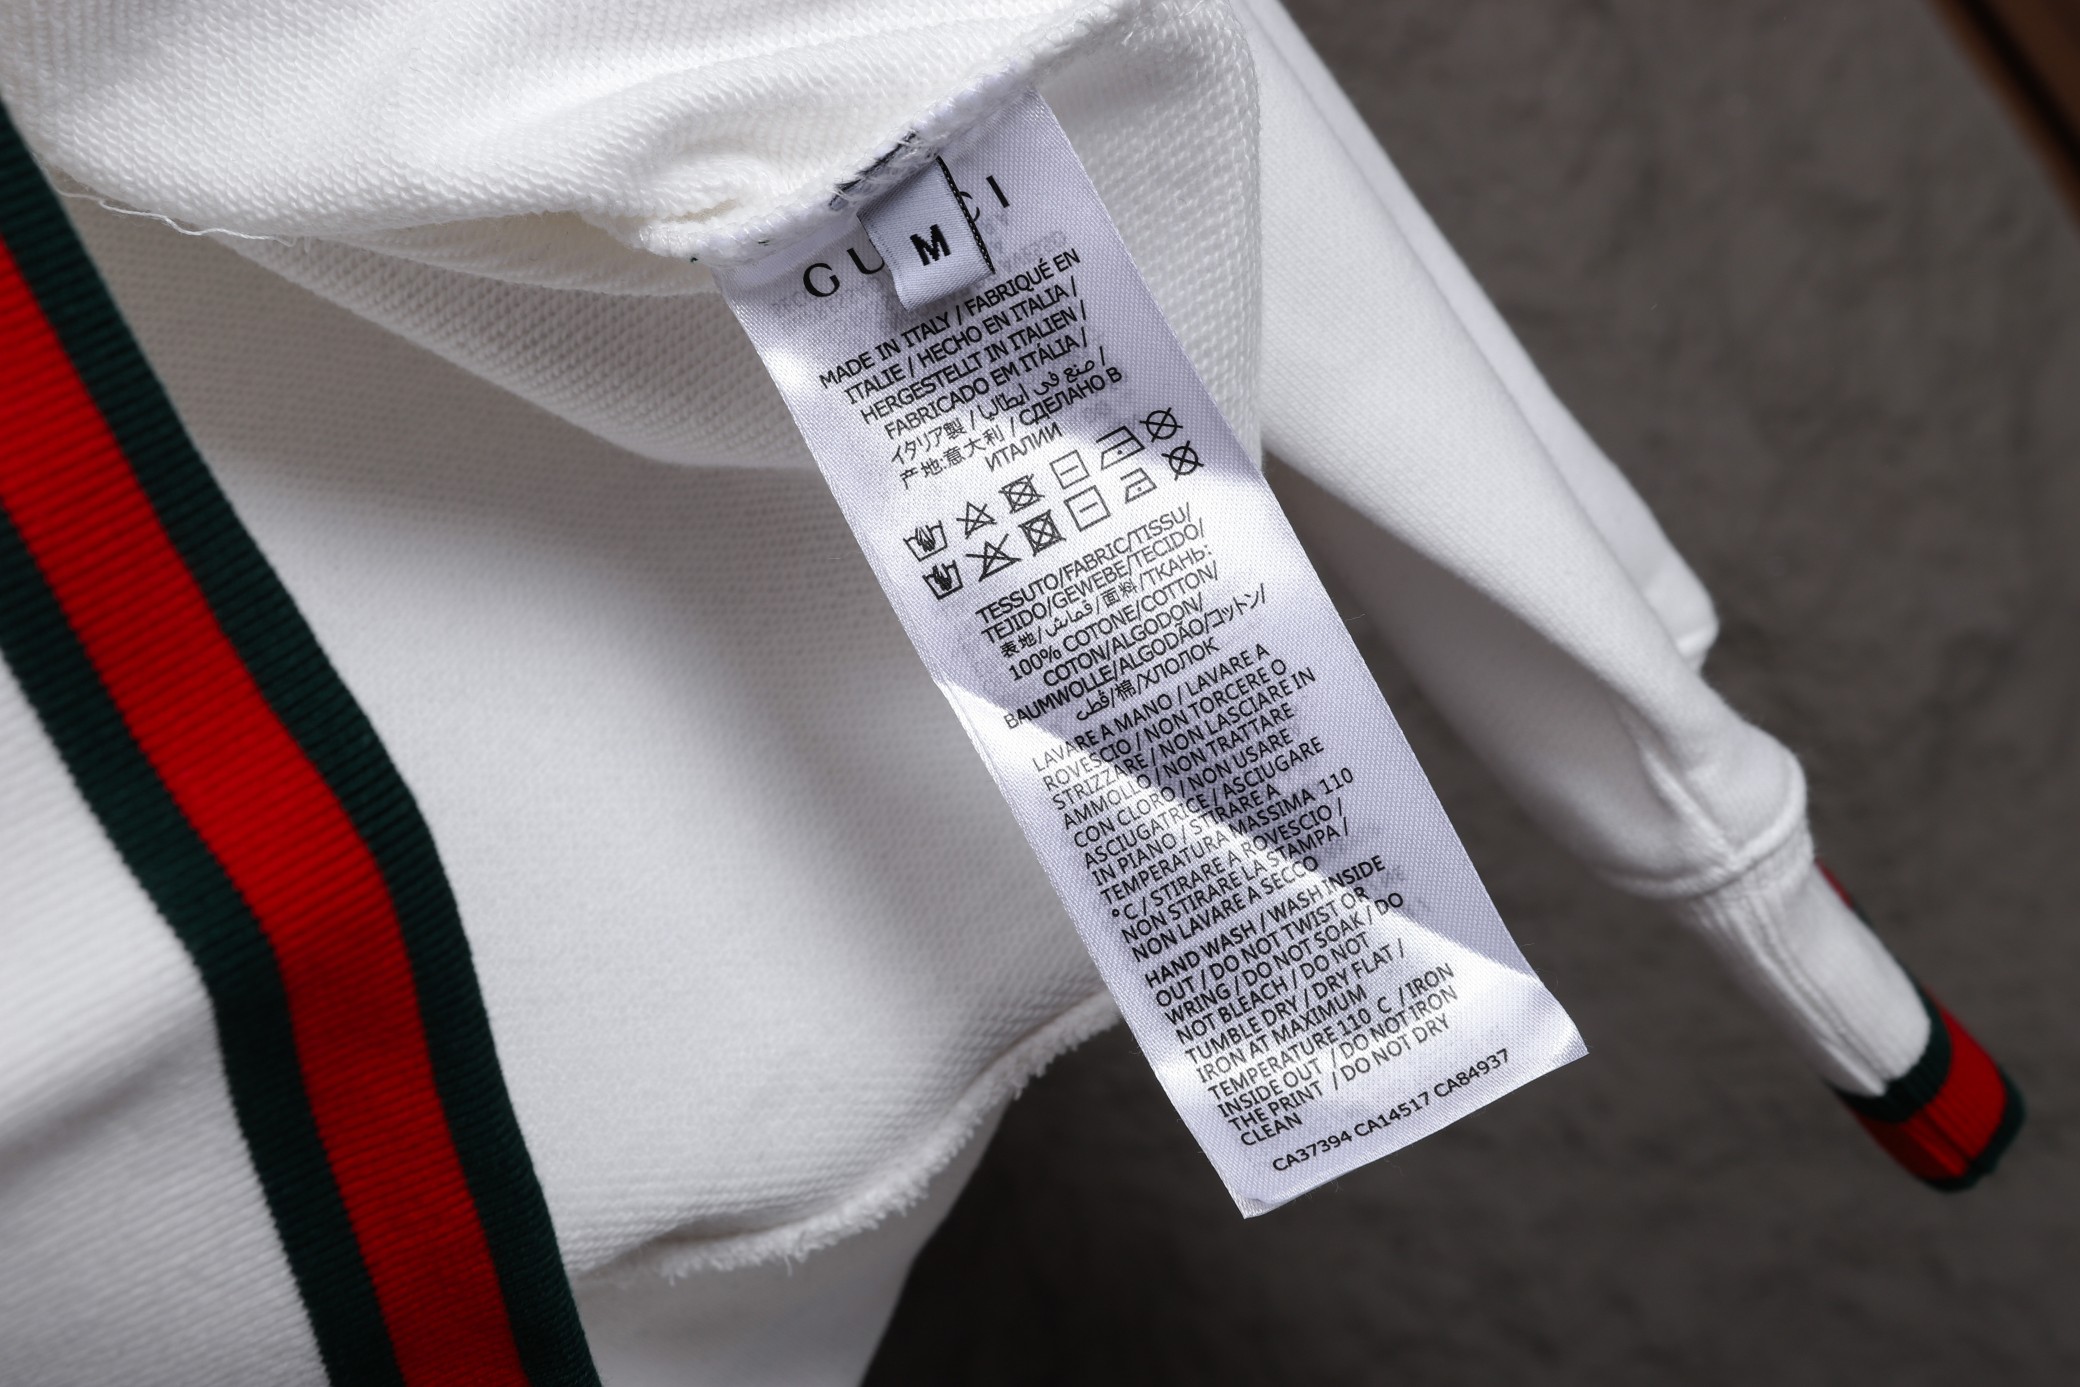 GU CI
M
MADE IN ITALY / FABRIQUÉ EN
ITALIE / HECHO EN ITALIA /
HERGESTELLT IN ITALIEN /
FABRICADO EM ITÁLIA /
イタリア製 / صنع في إيطاليا /
产地:意大利 / СДЕЛАНО В
ИТАЛИИ
TESSUTO/FABRIC/TISSU/
TEJIDO/GEWEBE/TECIDO/
表地/قماش/面料/ТКАНЬ:
100% COTONE/COTTON/
COTON/ALGODON/
BAUMWOLLE/ALGODÃO/コットン/
قطن/棉/ХЛОПОК
LAVARE A MANO / LAVARE A
ROVESCIO / NON TORCERE O
STRIZZARE / NON LASCIARE IN
AMMOLLO / NON TRATTARE
CON CLORO / NON USARE
ASCIUGATRICE / ASCIUGARE
IN PIANO / STIRARE A
TEMPERATURA MASSIMA 110
°C / STIRARE A ROVESCIO /
NON STIRARE LA STAMPA /
NON LAVARE A SECCO
HAND WASH / WASH INSIDE
OUT / DO NOT TWIST OR
WRING / DO NOT SOAK / DO
NOT BLEACH / DO NOT
TUMBLE DRY / DRY FLAT /
IRON AT MAXIMUM
TEMPERATURE 110 C / IRON
INSIDE OUT / DO NOT IRON
THE PRINT / DO NOT DRY
CLEAN
CA37394 CA14517 CA84937